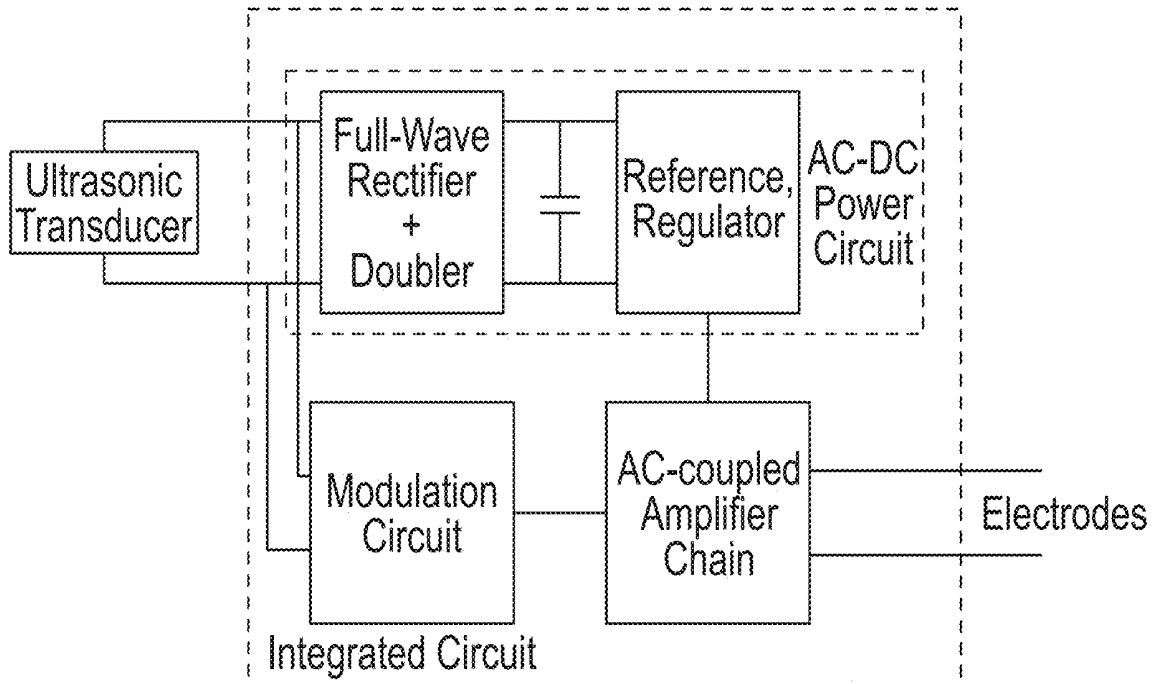 Ultrasonic
Transducer
Full-Wave
Rectifier
+
Doubler
Reference,
Regulator
AC-DC
Power
Circuit
Modulation
Circuit
AC-coupled
Amplifier
Chain
Electrodes
Integrated Circuit